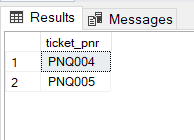 Results Messages
ticket_pnr
1 PNQ004
2 PNQ005